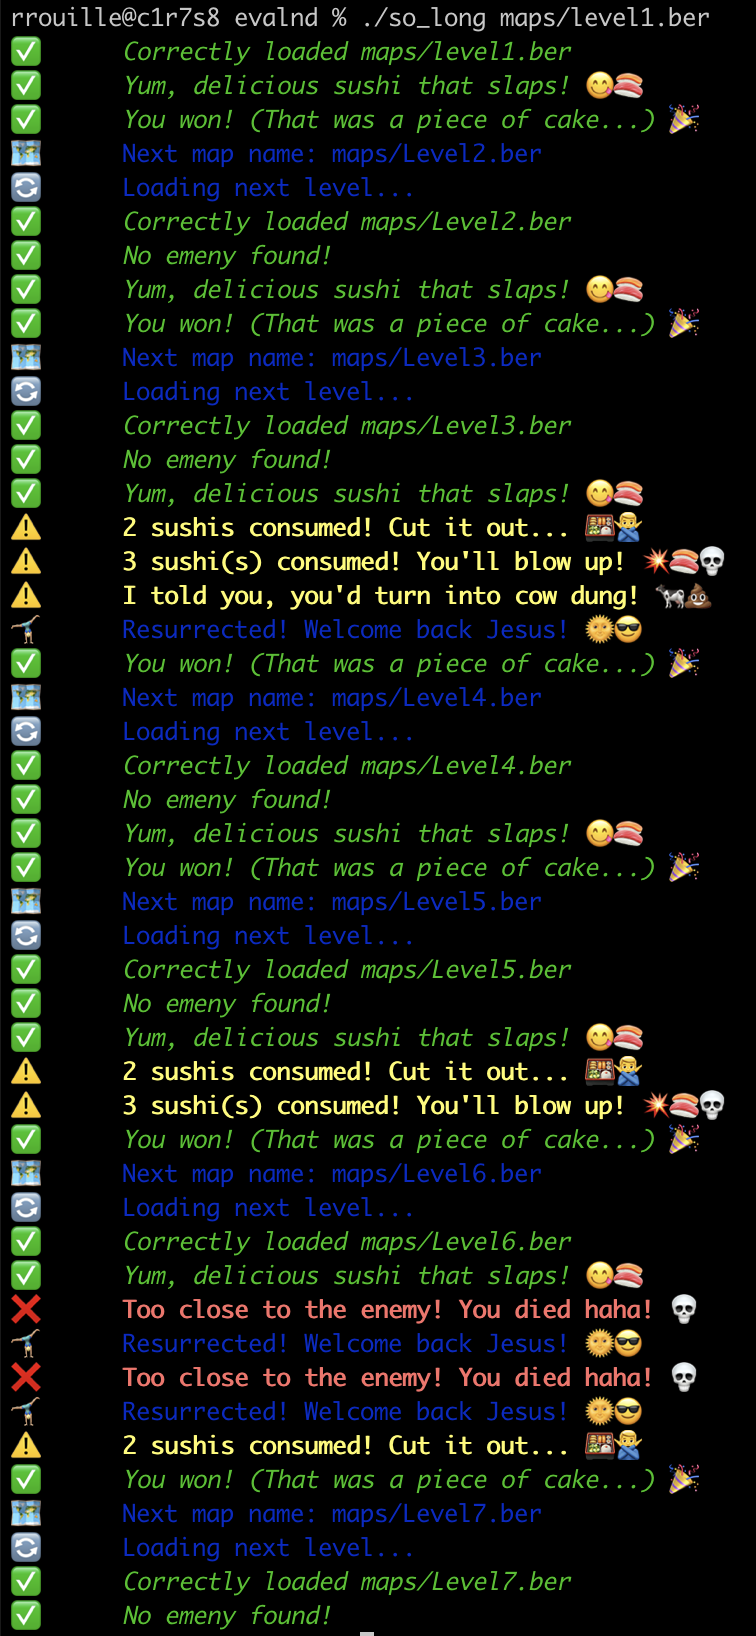 rrouille@c1r7s8 evalnd % ./so_long maps/level1.ber
✅ Correctly loaded maps/level1.ber
✅ Yum, delicious sushi that slaps! 😋🍣
✅ You won! (That was a piece of cake...) 🎉
🗺️ Next map name: maps/Level2.ber
🔄 Loading next level...
✅ Correctly loaded maps/Level2.ber
✅ No emeny found!
✅ Yum, delicious sushi that slaps! 😋🍣
✅ You won! (That was a piece of cake...) 🎉
🗺️ Next map name: maps/Level3.ber
🔄 Loading next level...
✅ Correctly loaded maps/Level3.ber
✅ No emeny found!
✅ Yum, delicious sushi that slaps! 😋🍣
⚠️ 2 sushis consumed! Cut it out... 🍱🙅‍♂️
⚠️ 3 sushi(s) consumed! You'll blow up! 💥🍣💀
⚠️ I told you, you'd turn into cow dung! 🐄💩
🤸 Resurrected! Welcome back Jesus! 🌞😎
✅ You won! (That was a piece of cake...) 🎉
🗺️ Next map name: maps/Level4.ber
🔄 Loading next level...
✅ Correctly loaded maps/Level4.ber
✅ No emeny found!
✅ Yum, delicious sushi that slaps! 😋🍣
✅ You won! (That was a piece of cake...) 🎉
🗺️ Next map name: maps/Level5.ber
🔄 Loading next level...
✅ Correctly loaded maps/Level5.ber
✅ No emeny found!
✅ Yum, delicious sushi that slaps! 😋🍣
⚠️ 2 sushis consumed! Cut it out... 🍱🙅‍♂️
⚠️ 3 sushi(s) consumed! You'll blow up! 💥🍣💀
✅ You won! (That was a piece of cake...) 🎉
🗺️ Next map name: maps/Level6.ber
🔄 Loading next level...
✅ Correctly loaded maps/Level6.ber
✅ Yum, delicious sushi that slaps! 😋🍣
❌ Too close to the enemy! You died haha! 💀
🤸 Resurrected! Welcome back Jesus! 🌞😎
❌ Too close to the enemy! You died haha! 💀
🤸 Resurrected! Welcome back Jesus! 🌞😎
⚠️ 2 sushis consumed! Cut it out... 🍱🙅‍♂️
✅ You won! (That was a piece of cake...) 🎉
🗺️ Next map name: maps/Level7.ber
🔄 Loading next level...
✅ Correctly loaded maps/Level7.ber
✅ No emeny found!